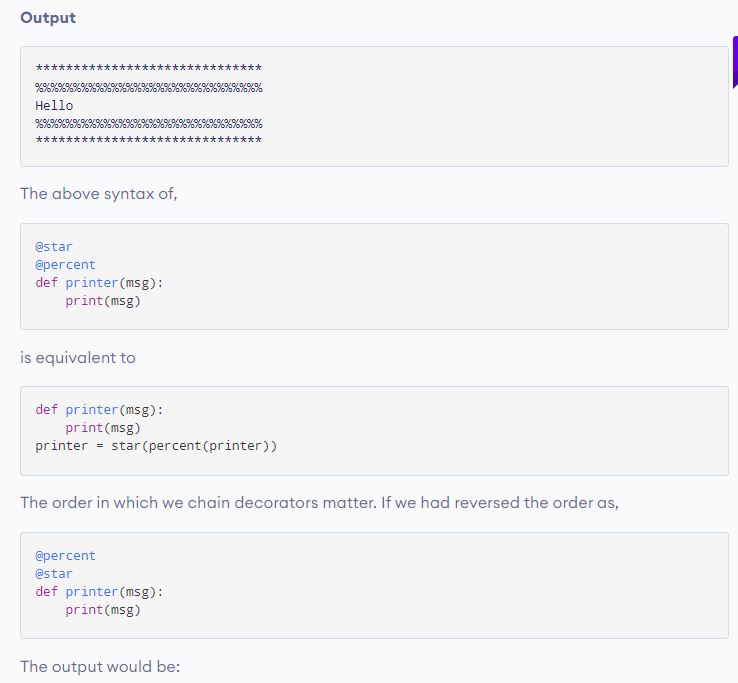 Output
******************************
%%%%%%%%%%%%%%%%%%%%%%%%%%%%%%
Hello
%%%%%%%%%%%%%%%%%%%%%%%%%%%%%%
******************************
The above syntax of,
@star
@percent
def printer(msg):
    print(msg)
is equivalent to
def printer(msg):
    print(msg)
printer = star(percent(printer))
The order in which we chain decorators matter. If we had reversed the order as,
@percent
@star
def printer(msg):
    print(msg)
The output would be: